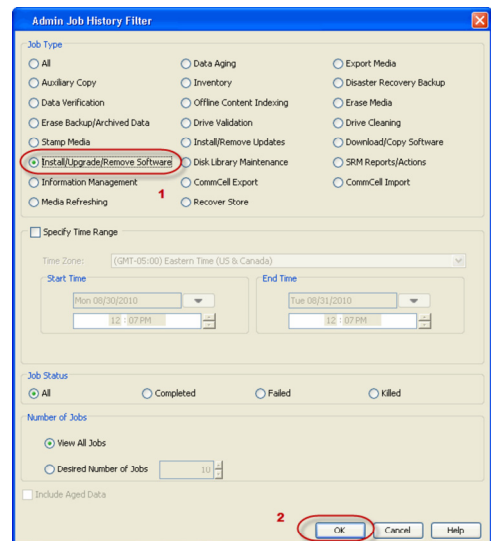 Admin Job History Filter
Job Type
All
Data Aging
Export Media
Auxiliary Copy
Inventory
Disaster Recovery Backup
Data Verification
Offline Content Indexing
Erase Media
Erase Backup/Archived Data
Drive Validation
Drive Cleaning
Stamp Media
Install/Remove Updates
Download/Copy Software
Install/Upgrade/Remove Software
Disk Library Maintenance
SRM Reports/Actions
Information Management
1
CommCell Export
CommCell Import
Media Refreshing
Recover Store
Specify Time Range
Time Zone:
(GMT-05:00) Eastern Time (US & Canada)
Start Time
End Time
Mon 08/30/2010
Tue 08/31/2010
12 : 07 PM
12 : 07 PM
Job Status
All
Completed
Failed
Killed
Number of Jobs
View All Jobs
Desired Number of Jobs
10
Include Aged Data
2
OK
Cancel
Help